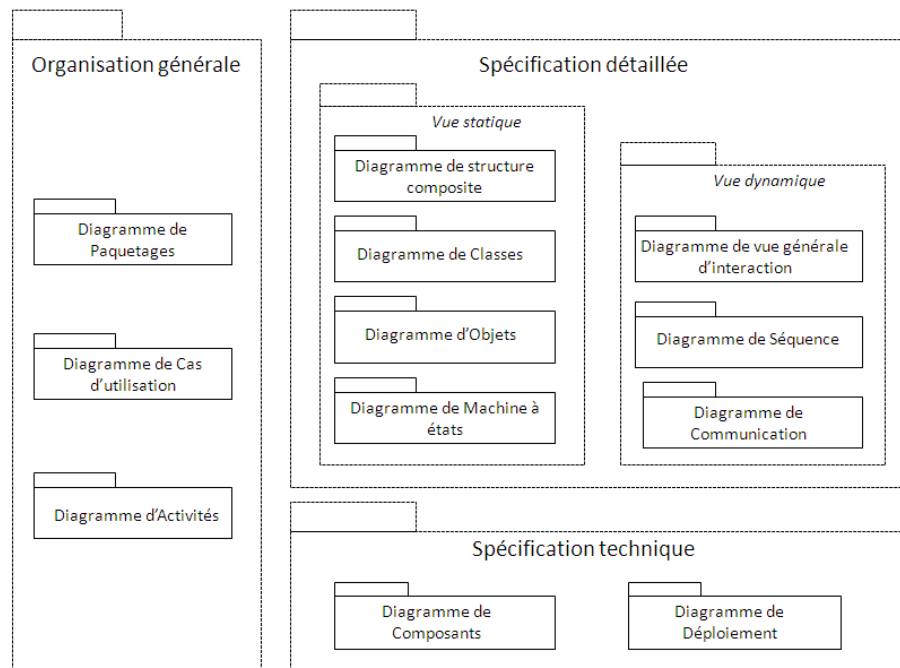 Organisation générale
Diagramme de
Paquetages
Diagramme de Cas
d'utilisation
Diagramme d'Activités
Spécification détaillée
Vue statique
Diagramme de structure
composite
Diagramme de Classes
Diagramme d'Objets
Diagramme de Machine à
états
Vue dynamique
Diagramme de vue générale
d'interaction
Diagramme de Séquence
Diagramme de
Communication
Spécification technique
Diagramme de
Composants
Diagramme de
Déploiement